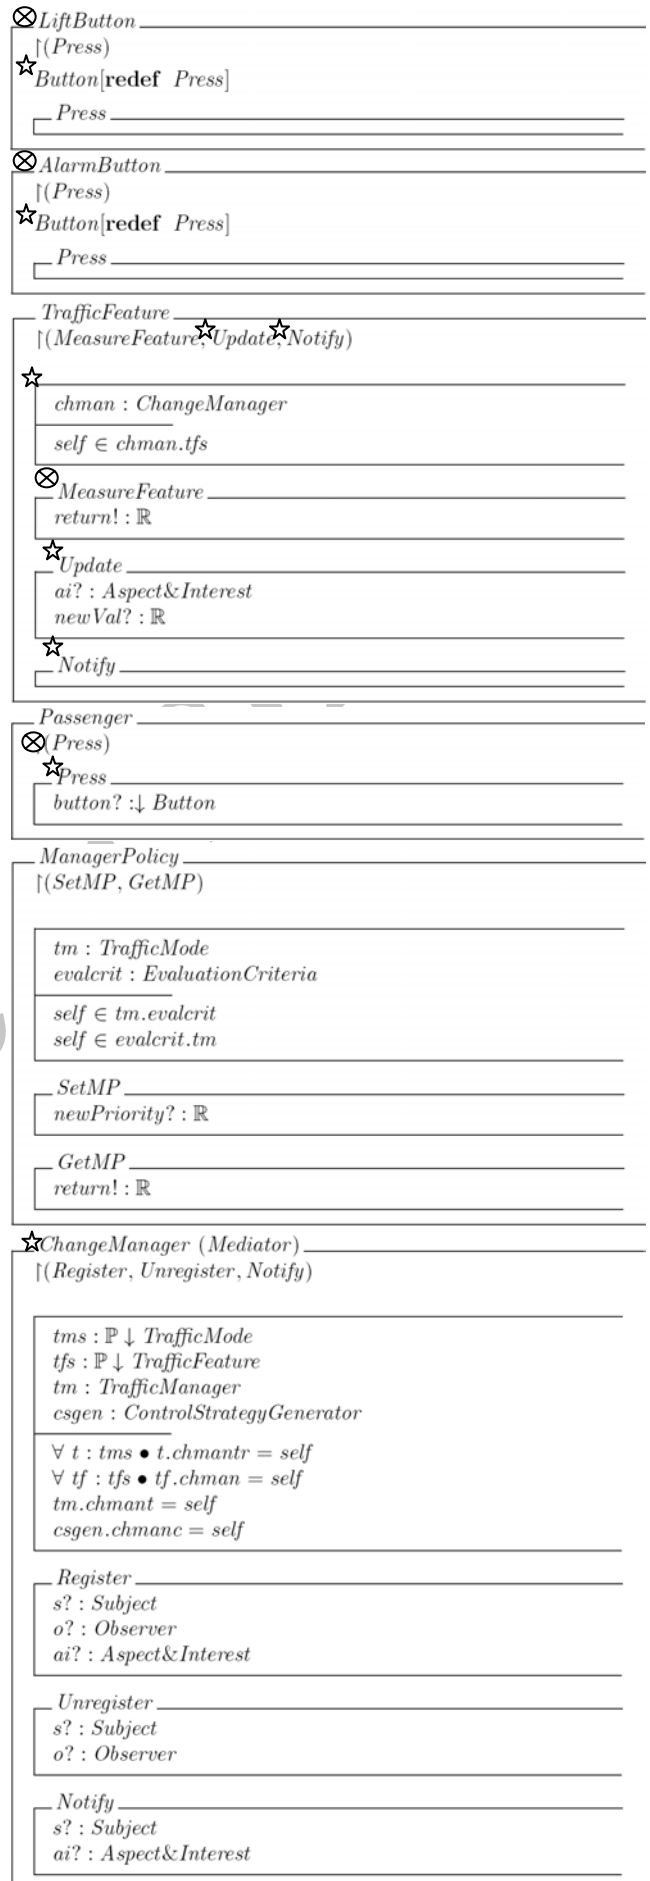 ⊗ LiftButton
↾(Press)
☆ Button[redef Press]
Press
⊗ AlarmButton
↾(Press)
☆ Button[redef Press]
Press
TrafficFeature
↾(MeasureFeature,☆Update,☆Notify)
☆
chman : ChangeManager
self ∈ chman.tfs
⊗ MeasureFeature
return! : ℝ
☆ Update
ai? : Aspect&Interest
newVal? : ℝ
☆ Notify
Passenger
⊗(Press)
☆ Press
button? :↓ Button
ManagerPolicy
↾(SetMP, GetMP)
tm : TrafficMode
evalcrit : EvaluationCriteria
self ∈ tm.evalcrit
self ∈ evalcrit.tm
SetMP
newPriority? : ℝ
GetMP
return! : ℝ
☆ ChangeManager (Mediator)
↾(Register, Unregister, Notify)
tms : ℙ ↓ TrafficMode
tfs : ℙ ↓ TrafficFeature
tm : TrafficManager
csgen : ControlStrategyGenerator
∀ t : tms • t.chmantr = self
∀ tf : tfs • tf.chman = self
tm.chmant = self
csgen.chmanc = self
Register
s? : Subject
o? : Observer
ai? : Aspect&Interest
Unregister
s? : Subject
o? : Observer
Notify
s? : Subject
ai? : Aspect&Interest